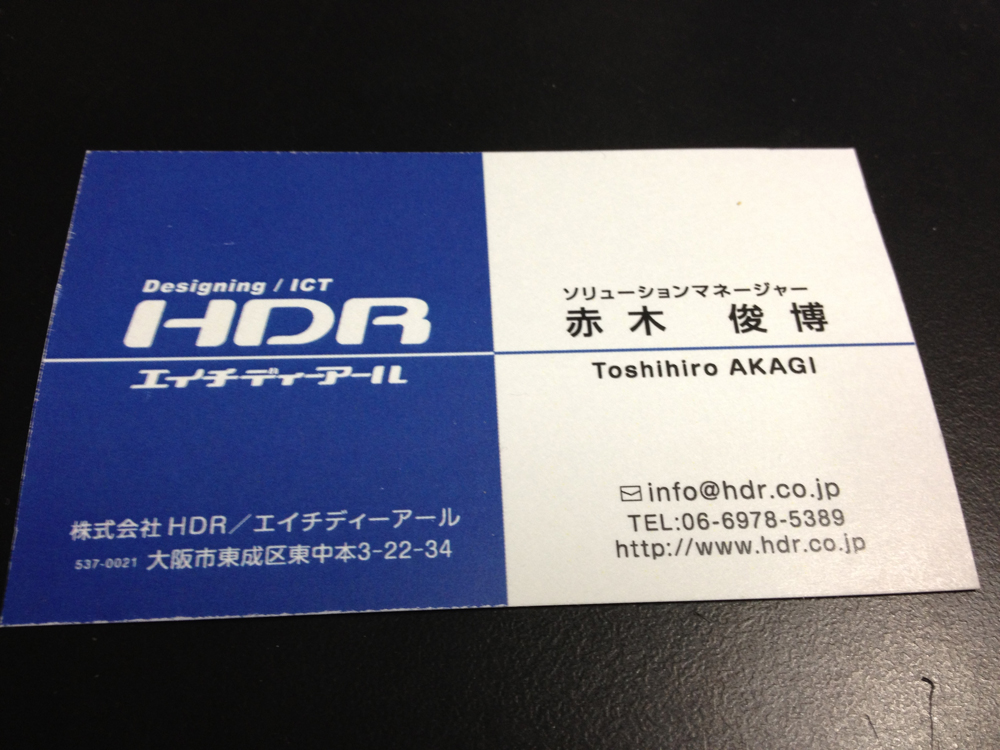 Designing / ICT
HDR
エイチディーアール
株式会社 HDR／エイチディーアール
537-0021 大阪市東成区東中本3-22-34
ソリューションマネージャー
赤木 俊博
Toshihiro AKAGI
info@hdr.co.jp
TEL:06-6978-5389
http://www.hdr.co.jp